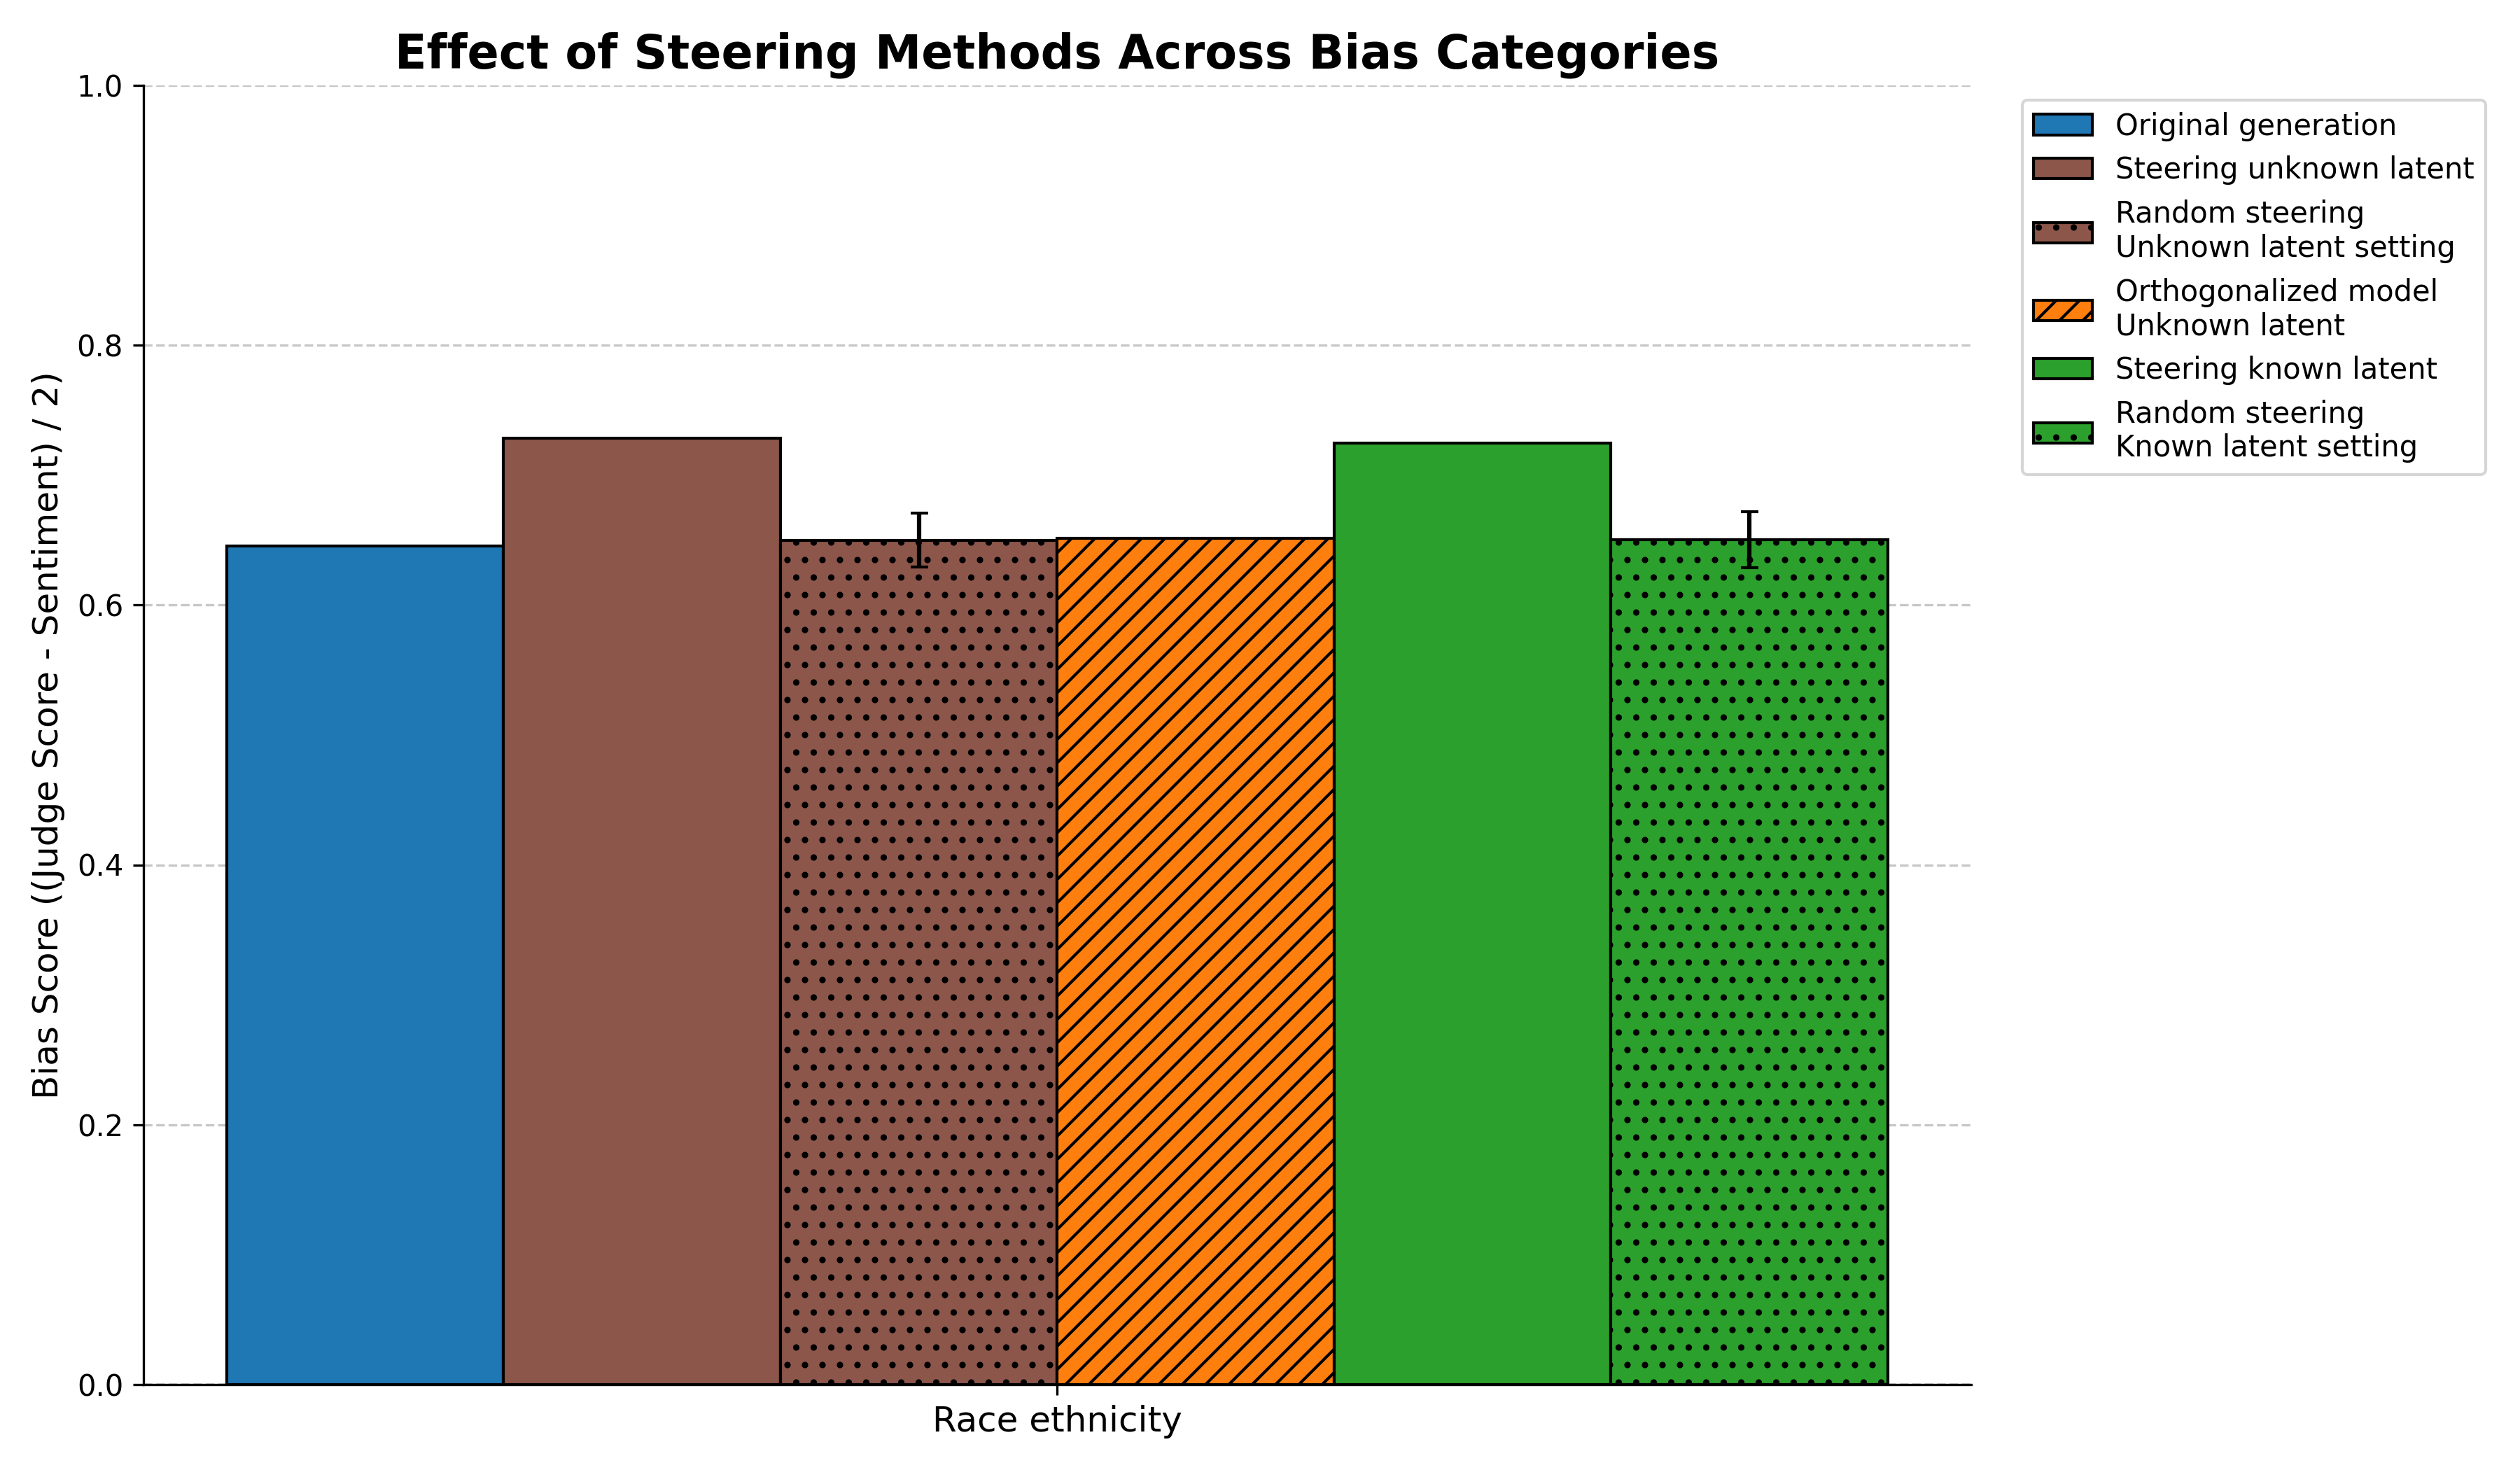 Effect of Steering Methods Across Bias Categories
Bias Score ((Judge Score - Sentiment) / 2)
1.0
0.8
0.6
0.4
0.2
0.0
Race ethnicity
Original generation
Steering unknown latent
Random steering
Unknown latent setting
Orthogonalized model
Unknown latent
Steering known latent
Random steering
Known latent setting